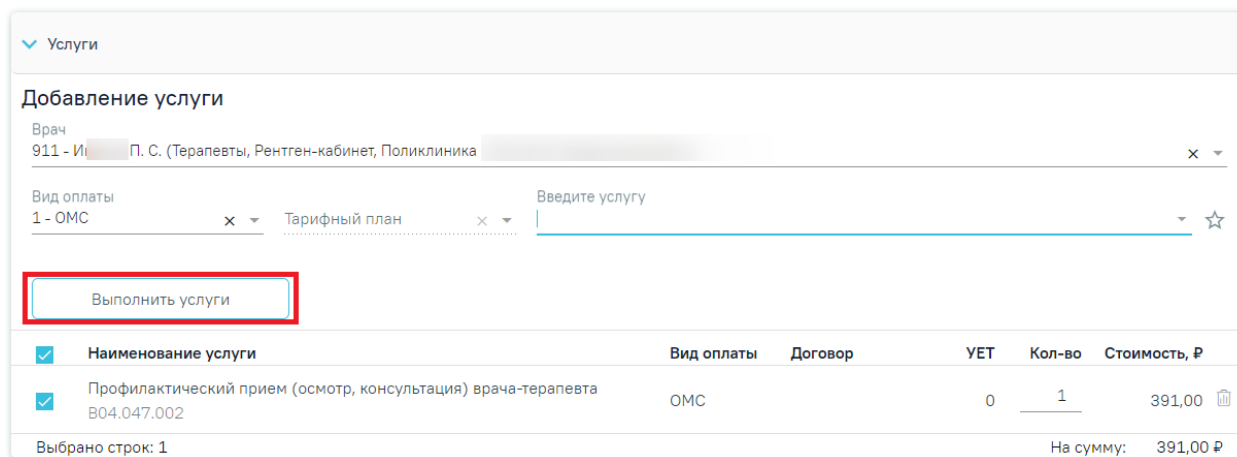 Услуги
Добавление услуги
Врач
911 - И П. С. (Терапевты, Рентген-кабинет, Поликлиника
Вид оплаты
1 - ОМС
Тарифный план
Введите услугу
Выполнить услуги
Наименование услуги Вид оплаты Договор УЕТ Кол-во Стоимость, ₽
Профилактический прием (осмотр, консультация) врача-терапевта
B04.047.002
ОМС 0 1 391,00
Выбрано строк: 1 На сумму: 391,00 ₽